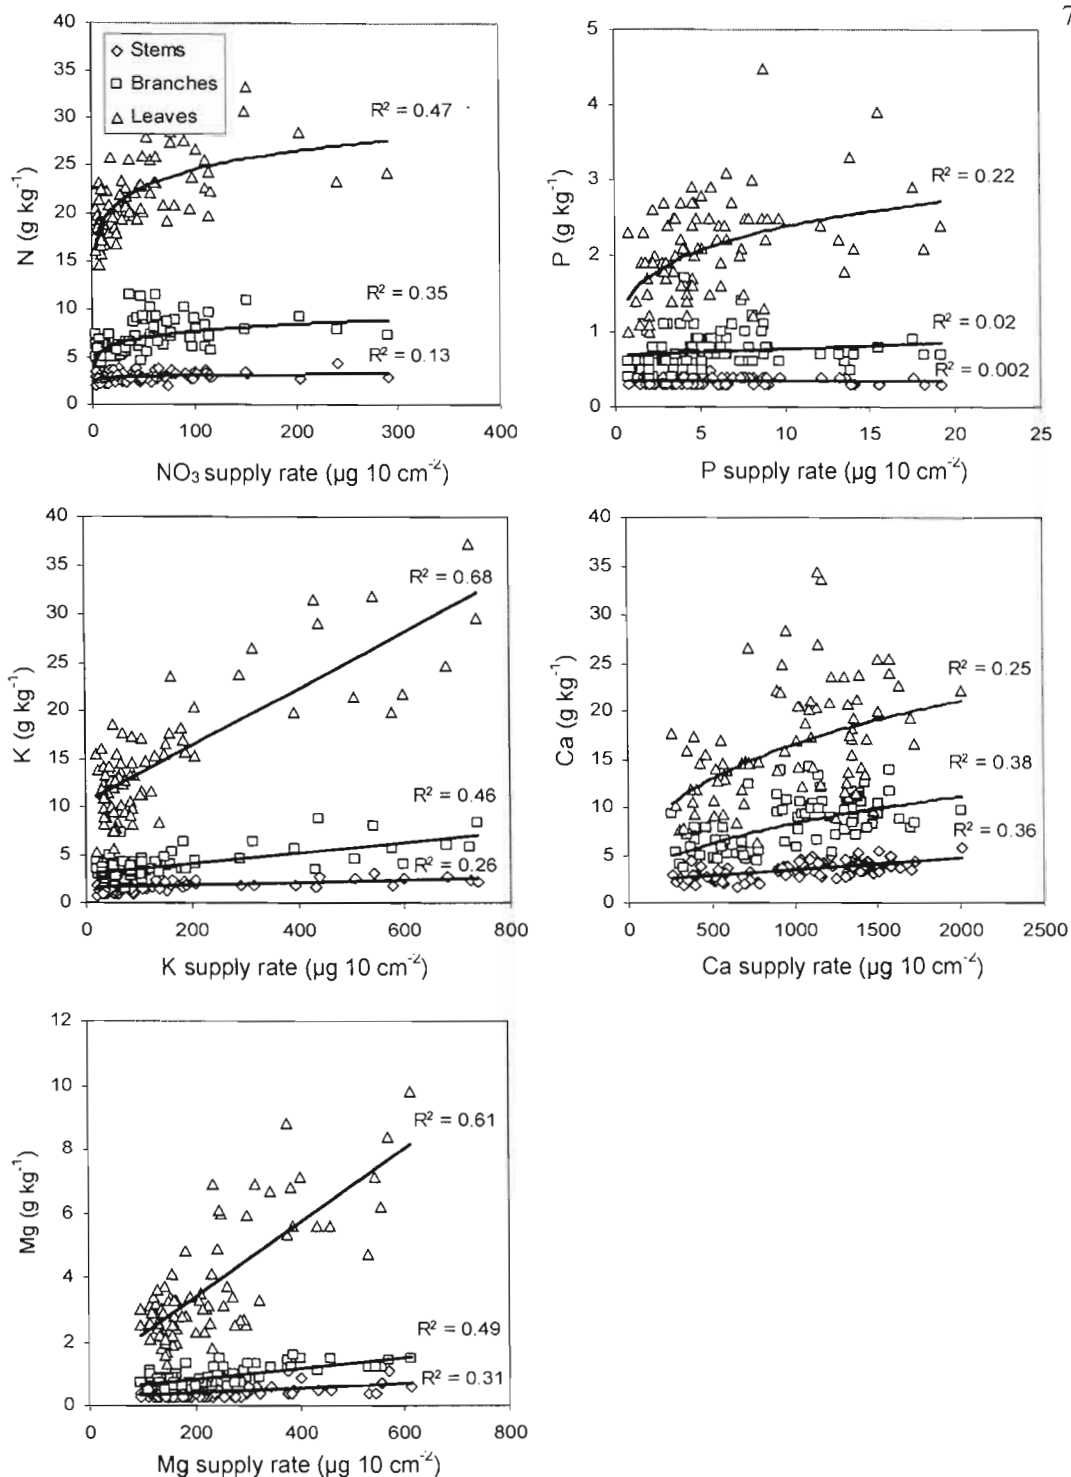 7
40
35
30
25
20
15
10
5
0
N (g kg-1)
Stems
Branches
Leaves
R² = 0.47
R² = 0.35
R² = 0.13
0 100 200 300 400
NO3 supply rate (µg 10 cm-2)
5
4
3
2
1
0
P (g kg-1)
R² = 0.22
R² = 0.02
R² = 0.002
0 5 10 15 20 25
P supply rate (µg 10 cm-2)
40
35
30
25
20
15
10
5
0
K (g kg-1)
R² = 0.68
R² = 0.46
R² = 0.26
0 200 400 600 800
K supply rate (µg 10 cm-2)
40
35
30
25
20
15
10
5
0
Ca (g kg-1)
R² = 0.25
R² = 0.38
R² = 0.36
0 500 1000 1500 2000 2500
Ca supply rate (µg 10 cm-2)
12
10
8
6
4
2
0
Mg (g kg-1)
R² = 0.61
R² = 0.49
R² = 0.31
0 200 400 600 800
Mg supply rate (µg 10 cm-2)